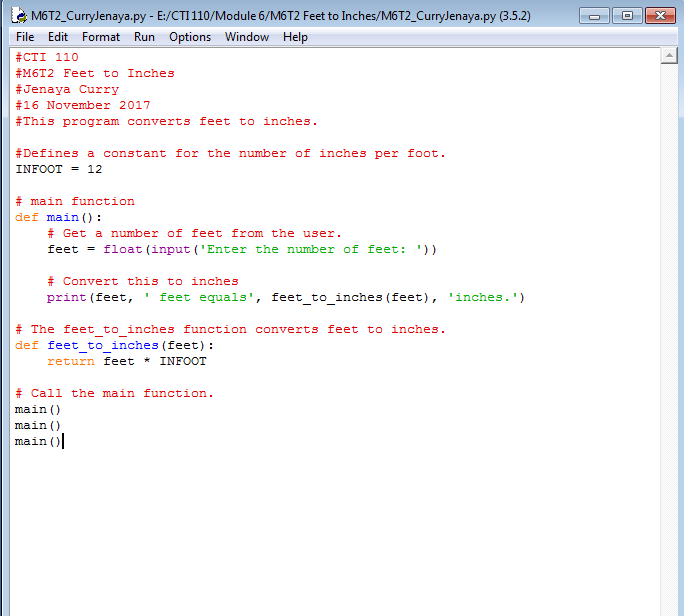 M6T2_CurryJenaya.py - E:/CTI 110/Module 6/M6T2 Feet to Inches/M6T2_CurryJenaya.py (3.5.2)
File Edit Format Run Options Window Help
#CTI 110
#M6T2 Feet to Inches
#Jenaya Curry
#16 November 2017
#This program converts feet to inches.
#Defines a constant for the number of inches per foot.
INFOOT = 12
# main function
def main():
    # Get a number of feet from the user.
    feet = float(input('Enter the number of feet: '))
    # Convert this to inches
    print(feet, ' feet equals', feet_to_inches(feet), 'inches.')
# The feet_to_inches function converts feet to inches.
def feet_to_inches(feet):
    return feet * INFOOT
# Call the main function.
main()
main()
main()